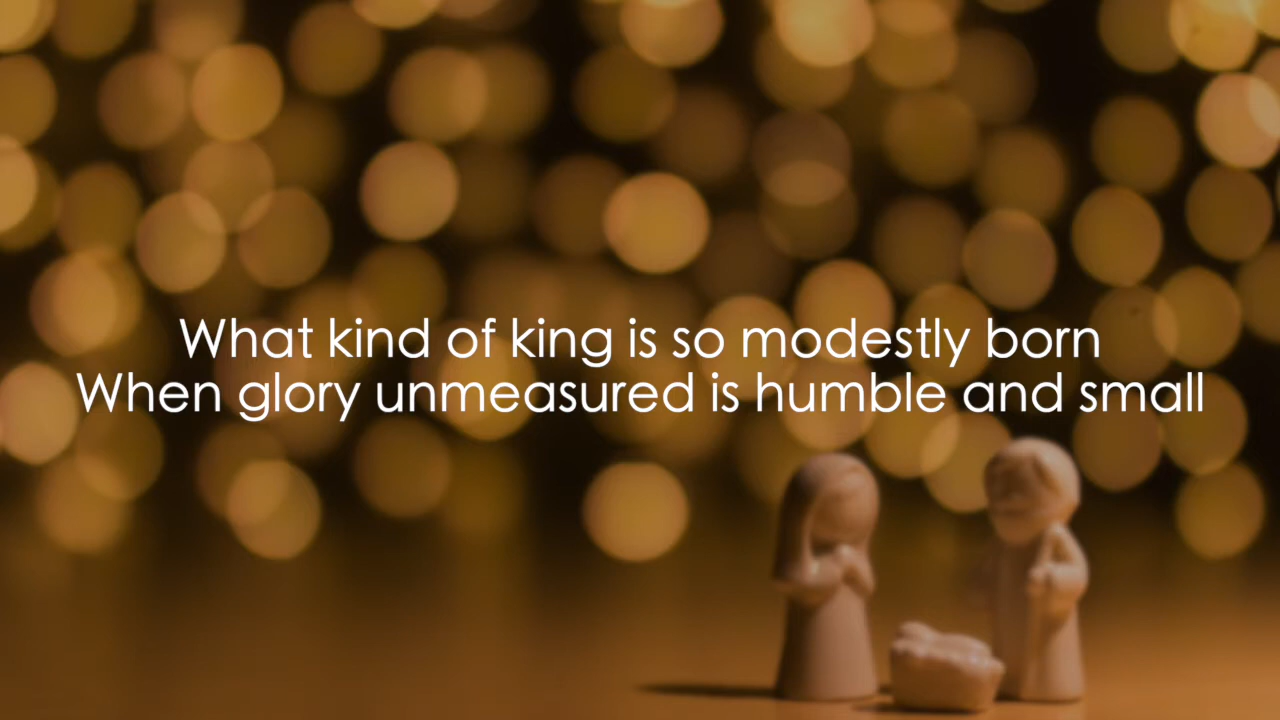 What kind of king is so modestly born
When glory unmeasured is humble and small